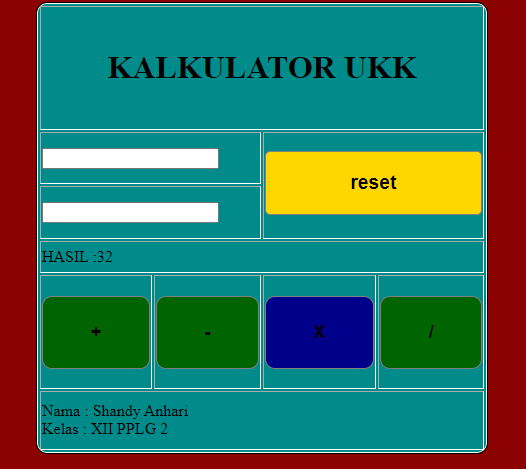 KALKULATOR UKK
reset
HASIL :32
+
-
X
/
Nama : Shandy Anhari
Kelas : XII PPLG 2